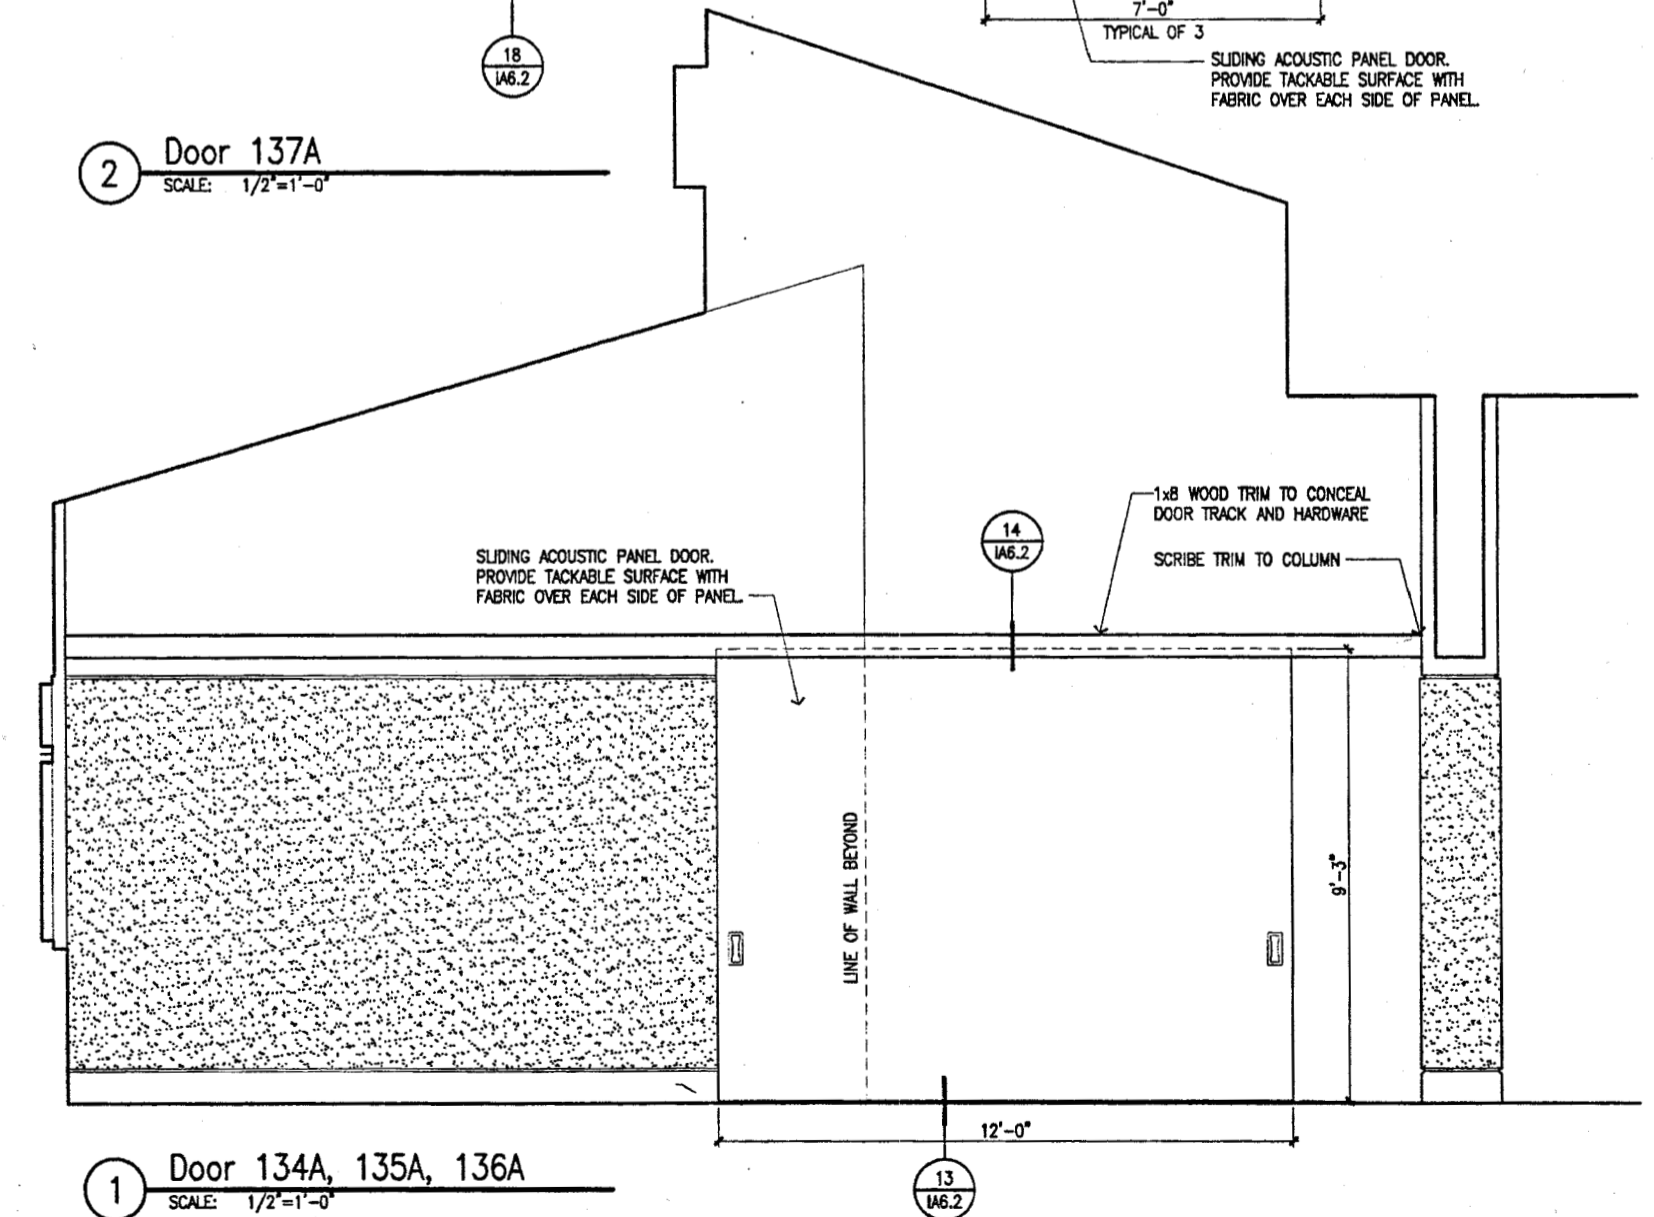 7'-0"
TYPICAL OF 3
18
IA6.2
SLIDING ACOUSTIC PANEL DOOR.
PROVIDE TACKABLE SURFACE WITH
FABRIC OVER EACH SIDE OF PANEL.
2
Door 137A
SCALE: 1/2"=1'-0"
1x8 WOOD TRIM TO CONCEAL
DOOR TRACK AND HARDWARE
14
IA6.2
SCRIBE TRIM TO COLUMN
SLIDING ACOUSTIC PANEL DOOR.
PROVIDE TACKABLE SURFACE WITH
FABRIC OVER EACH SIDE OF PANEL.
LINE OF WALL BEYOND
9'-3"
12'-0"
13
IA6.2
1
Door 134A, 135A, 136A
SCALE: 1/2"=1'-0"